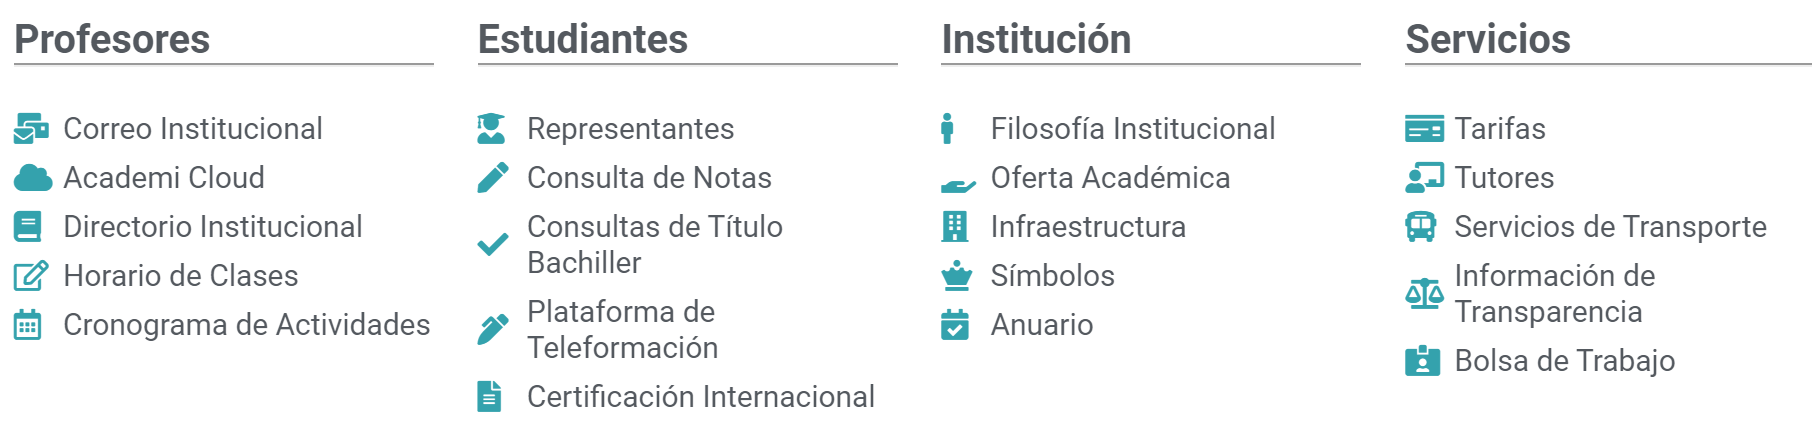 Profesores
Correo Institucional
Academi Cloud
Directorio Institucional
Horario de Clases
Cronograma de Actividades
Estudiantes
Representantes
Consulta de Notas
Consultas de Título
Bachiller
Plataforma de
Teleformación
Certificación Internacional
Institución
Filosofía Institucional
Oferta Académica
Infraestructura
Símbolos
Anuario
Servicios
Tarifas
Tutores
Servicios de Transporte
Información de
Transparencia
Bolsa de Trabajo